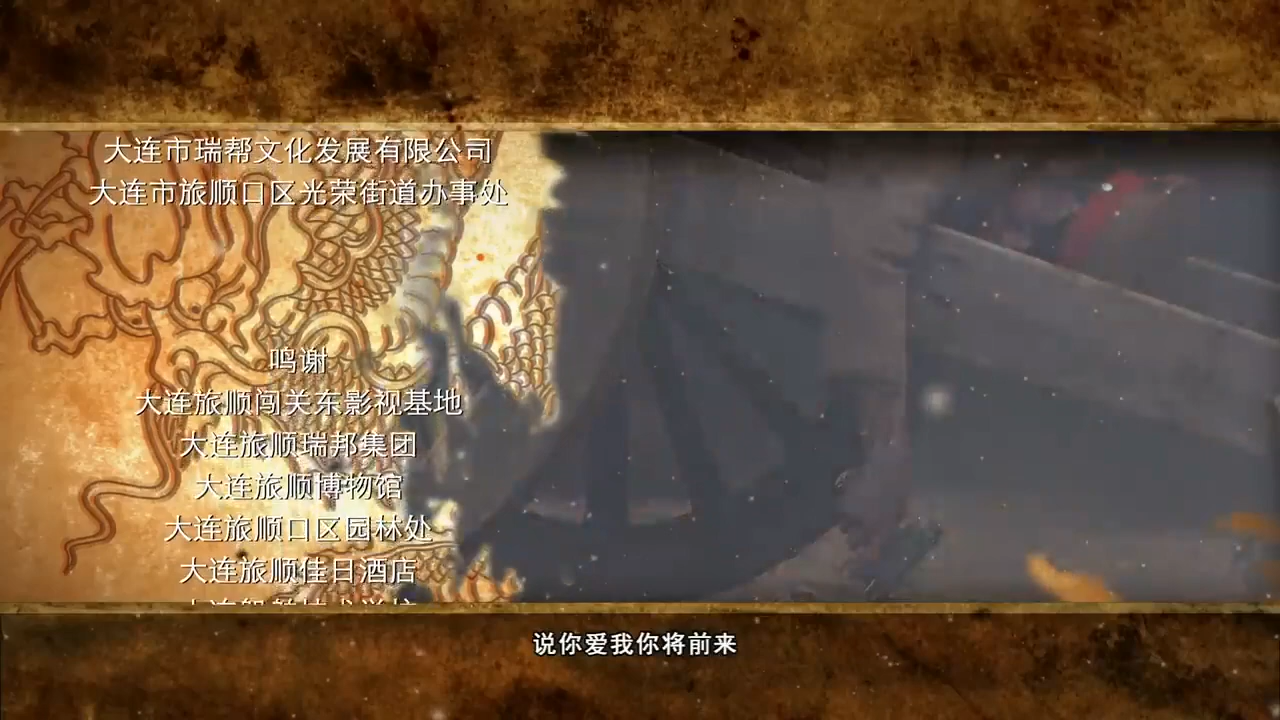 大连市瑞帮文化发展有限公司
大连市旅顺口区光荣街道办事处
鸣谢
大连旅顺闯关东影视基地
大连旅顺瑞邦集团
大连旅顺博物馆
大连旅顺口区园林处
大连旅顺佳日酒店
说你爱我你将前来